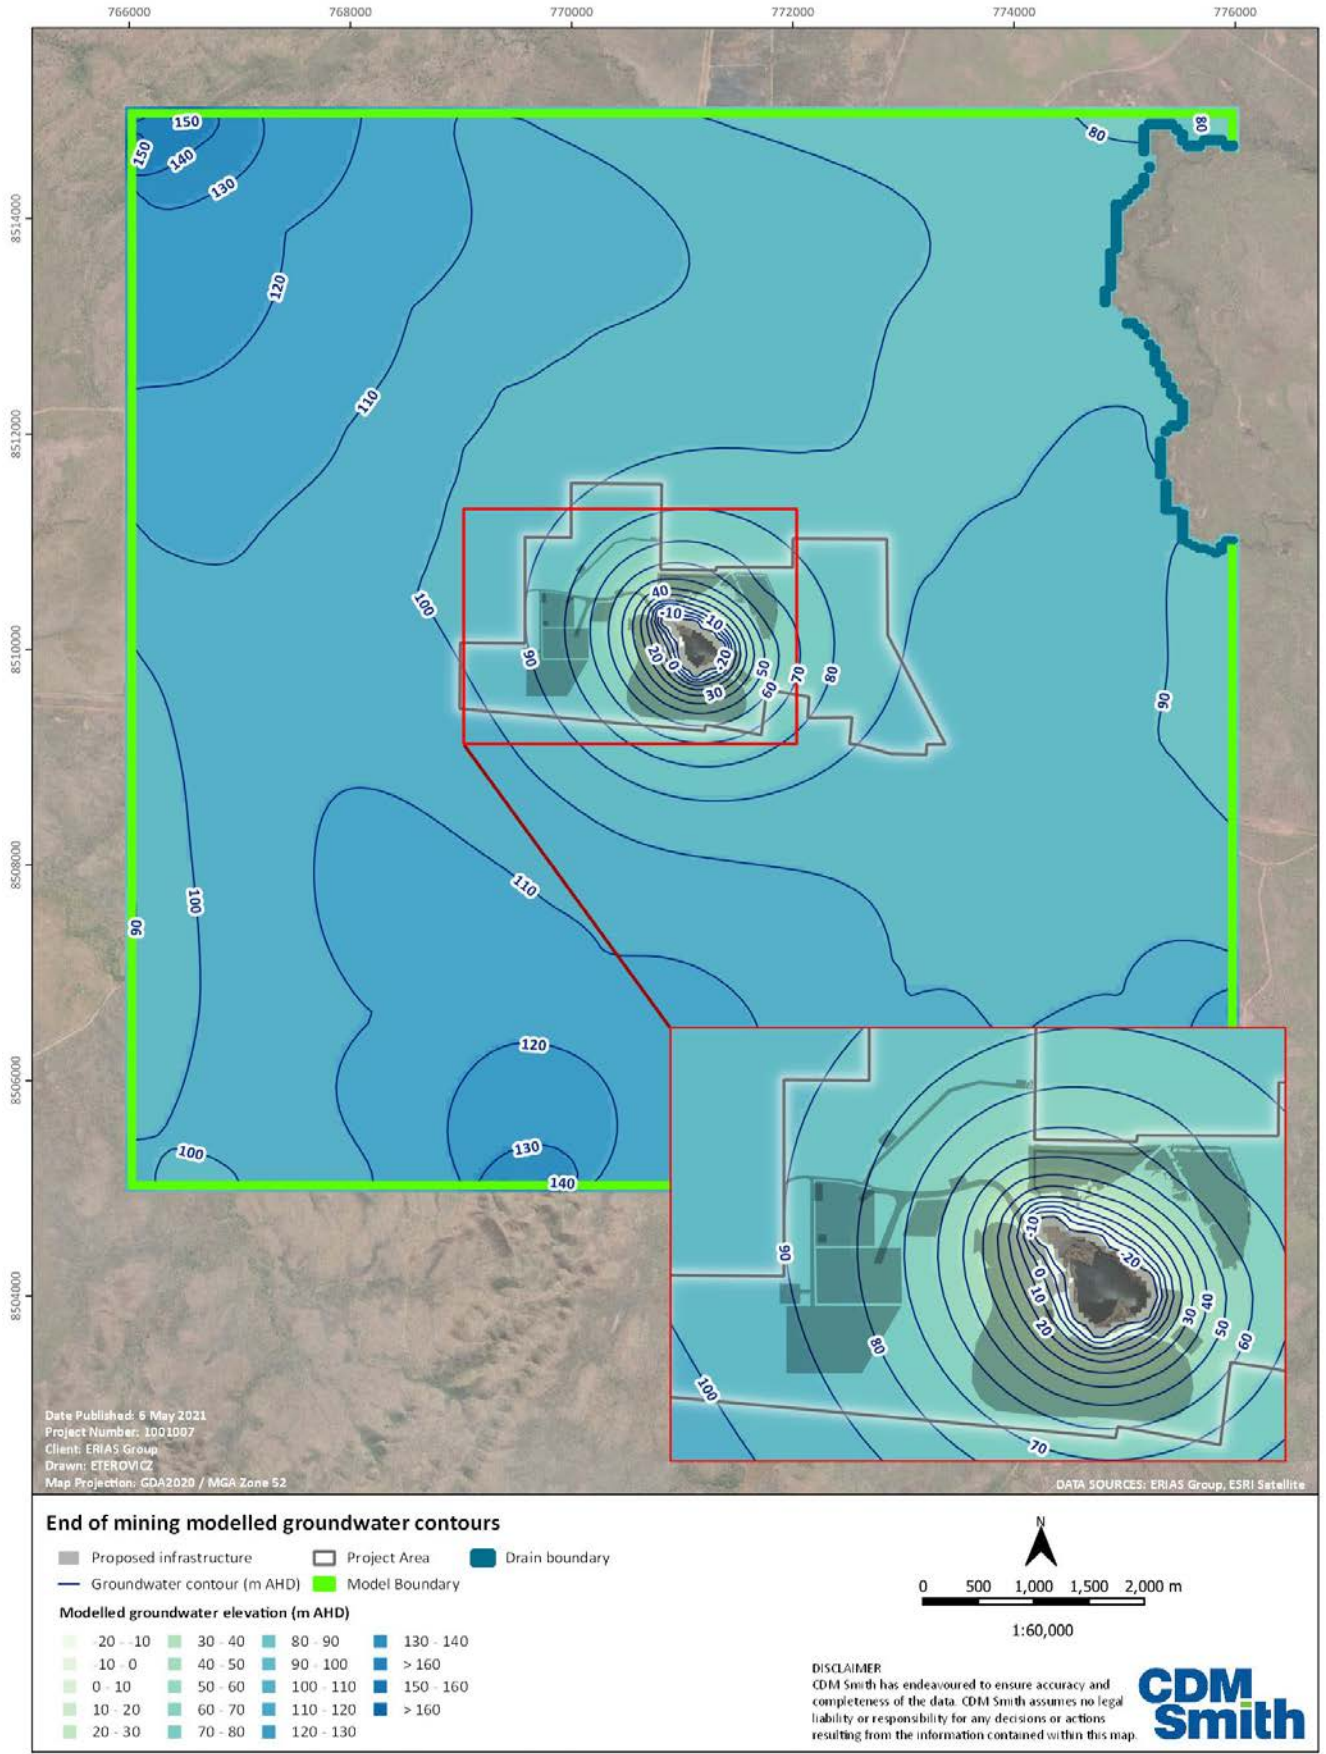 766000 768000 770000 772000 774000 776000
8514000
8512000
8510000
8508000
8506000
8504000
150
150
140
130
80
80
120
110
100
90
40
-10
10
20
0
-20
50
30
60
70
80
90
110
100
90
120
100
130
140
-10
-20
90
0
10
20
30
40
50
60
80
100
70
Date Published: 6 May 2021
Project Number: 1001007
Client: ERIAS Group
Drawn: ETEROVICZ
Map Projection: GDA2020 / MGA Zone 52
DATA SOURCES: ERIAS Group, ESRI Satellite
End of mining modelled groundwater contours
Proposed infrastructure Project Area Drain boundary
Groundwater contour (m AHD) Model Boundary
Modelled groundwater elevation (m AHD)
-20 - -10 30 - 40 80 - 90 130 - 140
-10 - 0 40 - 50 90 - 100 > 160
0 - 10 50 - 60 100 - 110 150 - 160
10 - 20 60 - 70 110 - 120 > 160
20 - 30 70 - 80 120 - 130
N
0 500 1,000 1,500 2,000 m
1:60,000
DISCLAIMER
CDM Smith has endeavoured to ensure accuracy and
completeness of the data. CDM Smith assumes no legal
liability or responsibility for any decisions or actions
resulting from the information contained within this map.
CDM
Smith